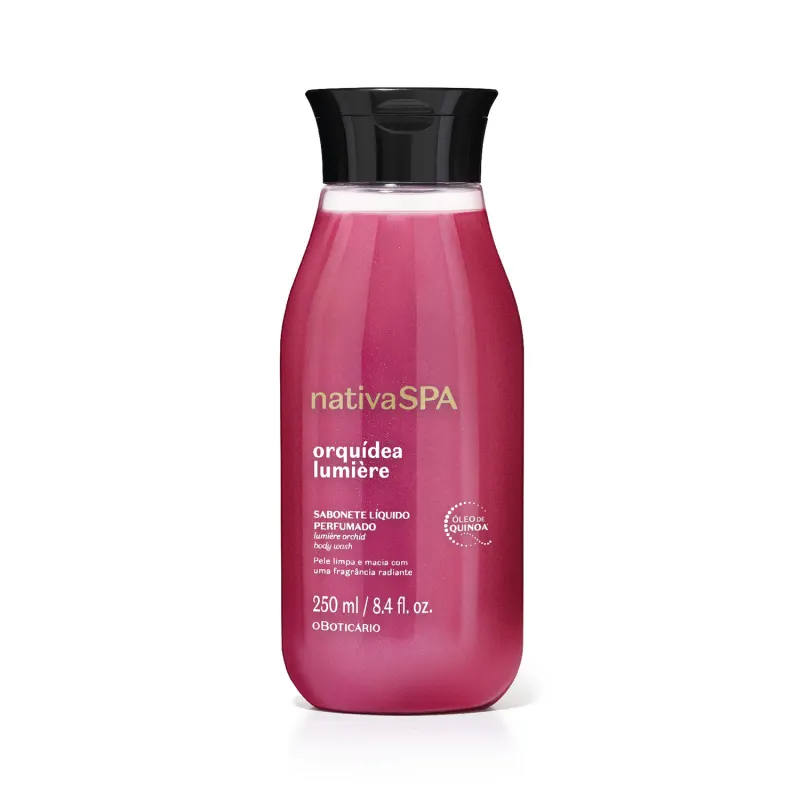 nativaSPA
orquídea
lumière
SABONETE LÍQUIDO
PERFUMADO
lumière orchid
body wash
Pele limpa e macia com
uma fragrância radiante
ÓLEO DE
QUINOA
250 ml / 8.4 fl. oz.
oBOTICÁRIO